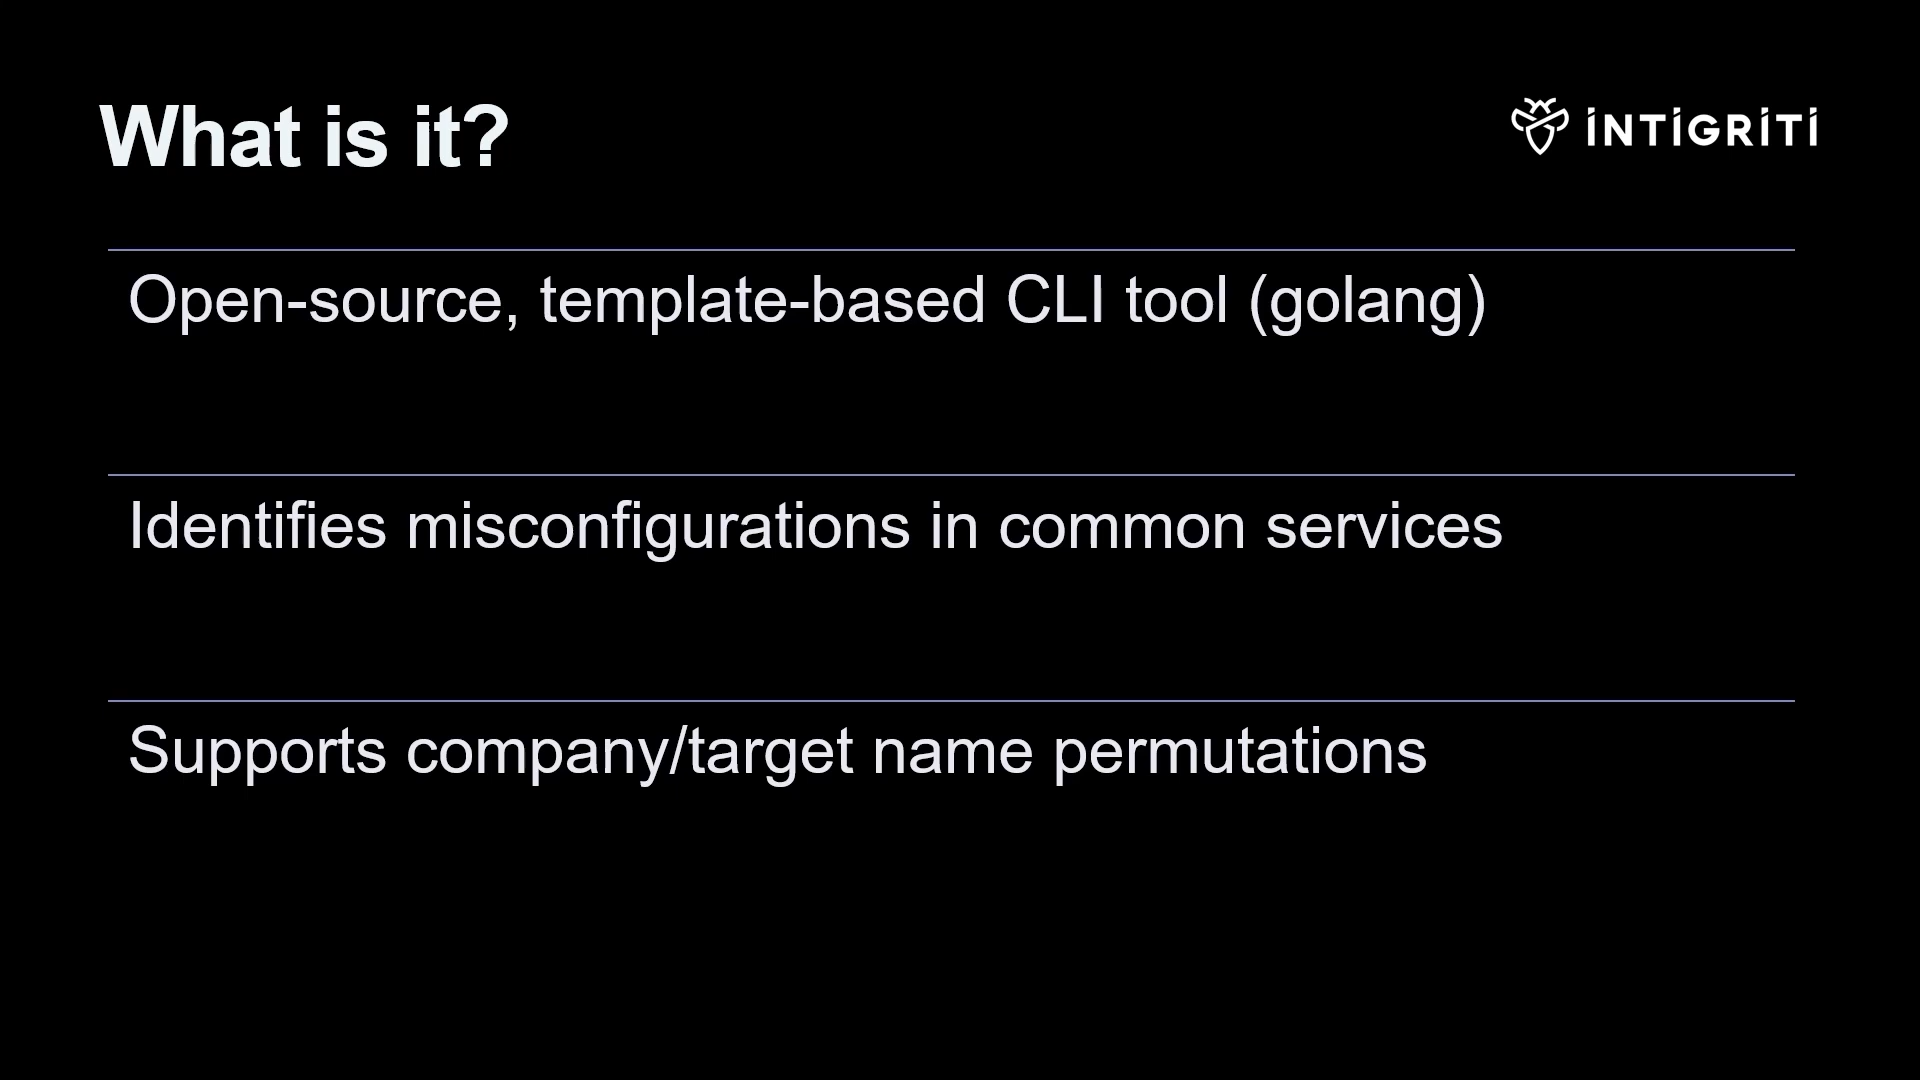 What is it?
INTIGRITI
Open-source, template-based CLI tool (golang)
Identifies misconfigurations in common services
Supports company/target name permutations